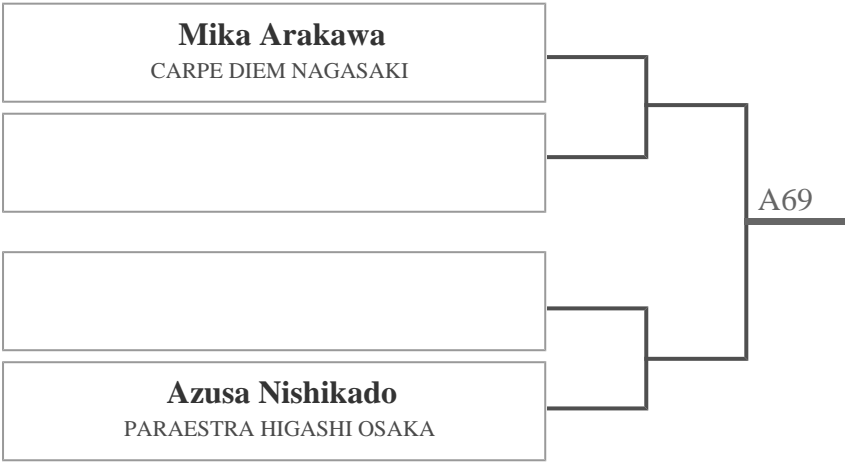 Mika Arakawa
CARPE DIEM NAGASAKI
A69
Azusa Nishikado
PARAESTRA HIGASHI OSAKA